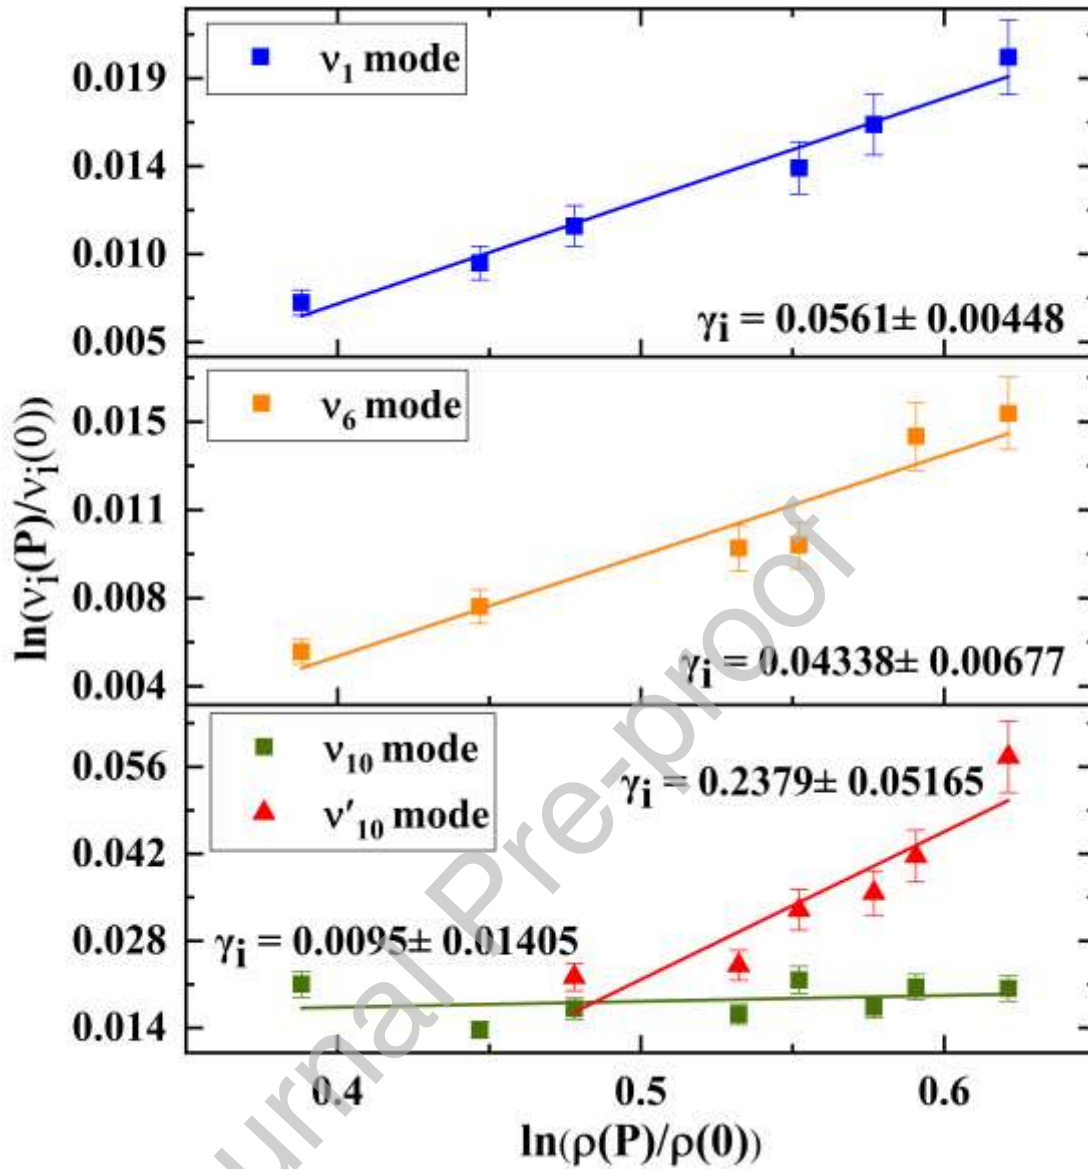 ν₁ mode
0.019
0.014
0.010
0.005
γi = 0.0561± 0.00448
ν₆ mode
0.015
0.011
0.008
0.004
γi = 0.04338± 0.00677
ν₁₀ mode
ν′₁₀ mode
0.056
0.042
0.028
0.014
γi = 0.2379± 0.05165
γi = 0.0095± 0.01405
0.4
0.5
0.6
ln(ρ(P)/ρ(0))
ln(νi(P)/νi(0))
urnal Pre-proof